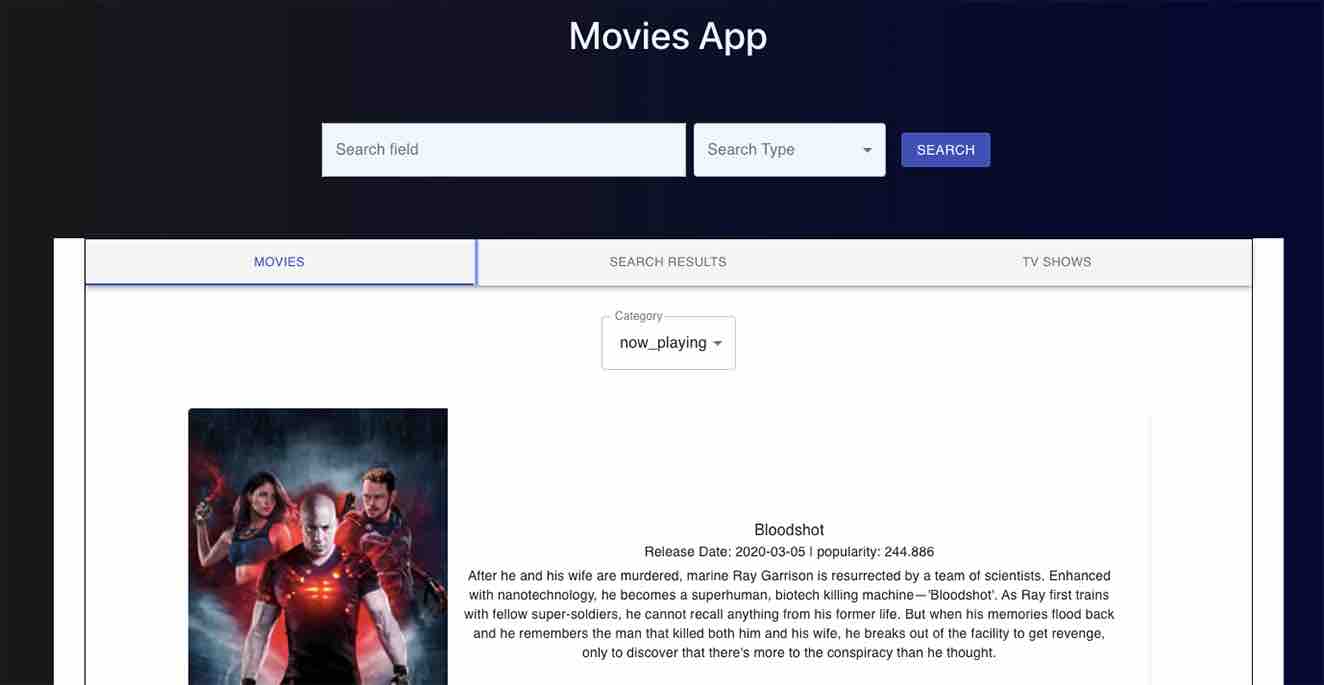 Movies App
Search field
Search Type
SEARCH
MOVIES
SEARCH RESULTS
TV SHOWS
Category
now_playing
Bloodshot
Release Date: 2020-03-05 | popularity: 244.886
After he and his wife are murdered, marine Ray Garrison is resurrected by a team of scientists. Enhanced
with nanotechnology, he becomes a superhuman, biotech killing machine—'Bloodshot'. As Ray first trains
with fellow super-soldiers, he cannot recall anything from his former life. But when his memories flood back
and he remembers the man that killed both him and his wife, he breaks out of the facility to get revenge,
only to discover that there's more to the conspiracy than he thought.